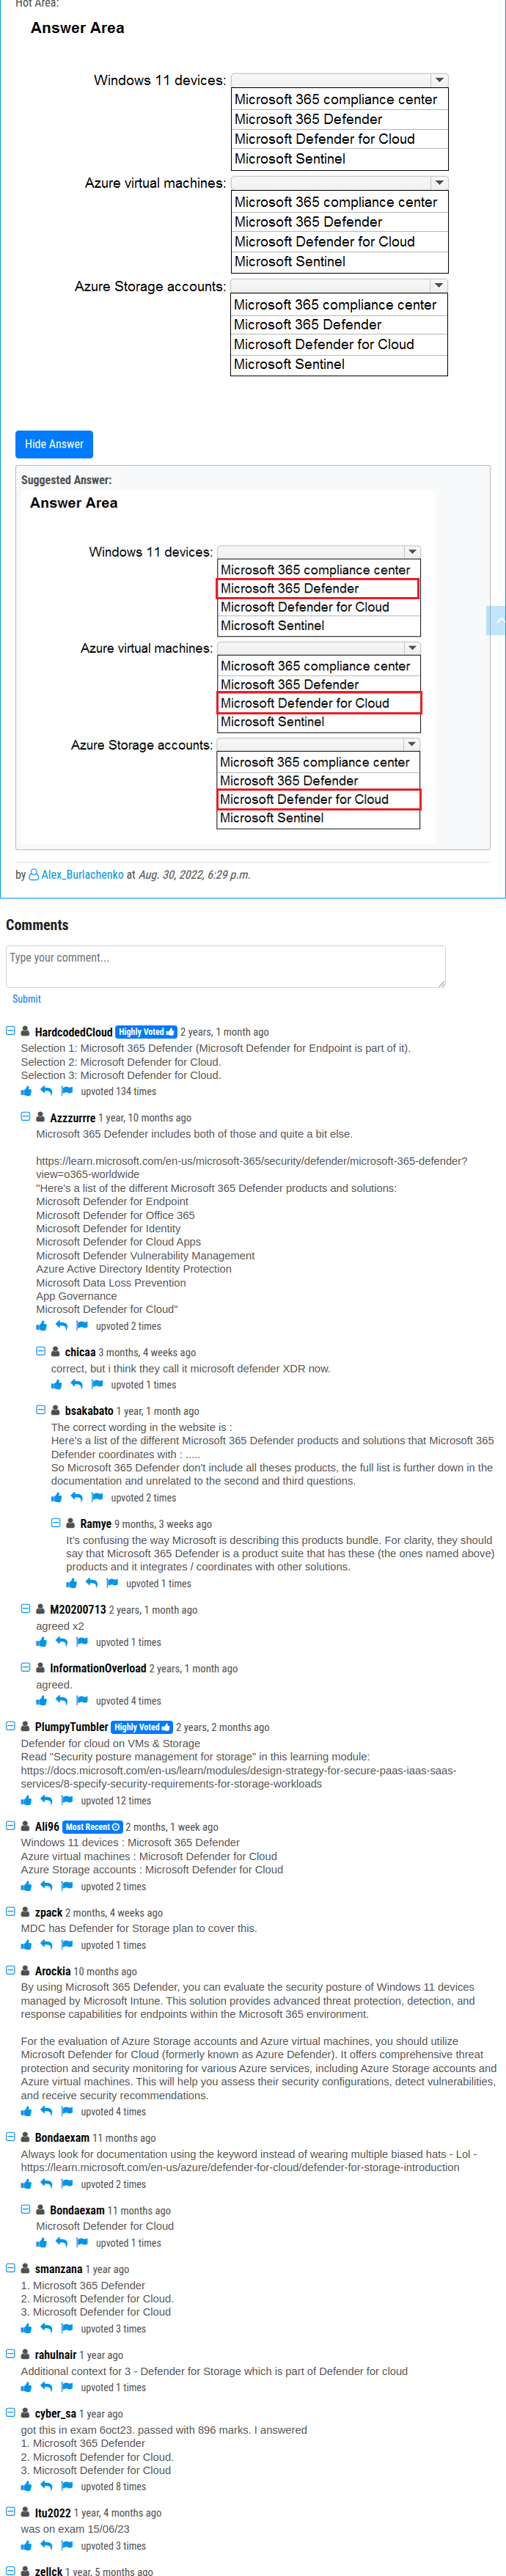 Hot Area:
Answer Area
Windows 11 devices:
Microsoft 365 compliance center
Microsoft 365 Defender
Microsoft Defender for Cloud
Microsoft Sentinel
Azure virtual machines:
Microsoft 365 compliance center
Microsoft 365 Defender
Microsoft Defender for Cloud
Microsoft Sentinel
Azure Storage accounts:
Microsoft 365 compliance center
Microsoft 365 Defender
Microsoft Defender for Cloud
Microsoft Sentinel
Hide Answer
Suggested Answer:
Answer Area
Windows 11 devices:
Microsoft 365 compliance center
Microsoft 365 Defender
Microsoft Defender for Cloud
Microsoft Sentinel
Azure virtual machines:
Microsoft 365 compliance center
Microsoft 365 Defender
Microsoft Defender for Cloud
Microsoft Sentinel
Azure Storage accounts:
Microsoft 365 compliance center
Microsoft 365 Defender
Microsoft Defender for Cloud
Microsoft Sentinel
by Alex_Burlachenko at Aug. 30, 2022, 6:29 p.m.
Comments
Type your comment...
Submit
HardcodedCloud Highly Voted 2 years, 1 month ago
Selection 1: Microsoft 365 Defender (Microsoft Defender for Endpoint is part of it).
Selection 2: Microsoft Defender for Cloud.
Selection 3: Microsoft Defender for Cloud.
upvoted 134 times
Azzzurrre 1 year, 10 months ago
Microsoft 365 Defender includes both of those and quite a bit else.
https://learn.microsoft.com/en-us/microsoft-365/security/defender/microsoft-365-defender?
view=o365-worldwide
"Here's a list of the different Microsoft 365 Defender products and solutions:
Microsoft Defender for Endpoint
Microsoft Defender for Office 365
Microsoft Defender for Identity
Microsoft Defender for Cloud Apps
Microsoft Defender Vulnerability Management
Azure Active Directory Identity Protection
Microsoft Data Loss Prevention
App Governance
Microsoft Defender for Cloud"
upvoted 2 times
chicaa 3 months, 4 weeks ago
correct, but i think they call it microsoft defender XDR now.
upvoted 1 times
bsakabato 1 year, 1 month ago
The correct wording in the website is :
Here's a list of the different Microsoft 365 Defender products and solutions that Microsoft 365
Defender coordinates with : .....
So Microsoft 365 Defender don't include all theses products, the full list is further down in the
documentation and unrelated to the second and third questions.
upvoted 2 times
Ramye 9 months, 3 weeks ago
It's confusing the way Microsoft is describing this products bundle. For clarity, they should
say that Microsoft 365 Defender is a product suite that has these (the ones named above)
products and it integrates / coordinates with other solutions.
upvoted 1 times
M20200713 2 years, 1 month ago
agreed x2
upvoted 1 times
InformationOverload 2 years, 1 month ago
agreed.
upvoted 4 times
PlumpyTumbler Highly Voted 2 years, 2 months ago
Defender for cloud on VMs & Storage
Read "Security posture management for storage" in this learning module:
https://docs.microsoft.com/en-us/learn/modules/design-strategy-for-secure-paas-iaas-saas-
services/8-specify-security-requirements-for-storage-workloads
upvoted 12 times
Ali96 Most Recent 2 months, 1 week ago
Windows 11 devices : Microsoft 365 Defender
Azure virtual machines : Microsoft Defender for Cloud
Azure Storage accounts : Microsoft Defender for Cloud
upvoted 2 times
zpack 2 months, 4 weeks ago
MDC has Defender for Storage plan to cover this.
upvoted 1 times
Arockia 10 months ago
By using Microsoft 365 Defender, you can evaluate the security posture of Windows 11 devices
managed by Microsoft Intune. This solution provides advanced threat protection, detection, and
response capabilities for endpoints within the Microsoft 365 environment.
For the evaluation of Azure Storage accounts and Azure virtual machines, you should utilize
Microsoft Defender for Cloud (formerly known as Azure Defender). It offers comprehensive threat
protection and security monitoring for various Azure services, including Azure Storage accounts and
Azure virtual machines. This will help you assess their security configurations, detect vulnerabilities,
and receive security recommendations.
upvoted 4 times
Bondaexam 11 months ago
Always look for documentation using the keyword instead of wearing multiple biased hats - Lol -
https://learn.microsoft.com/en-us/azure/defender-for-cloud/defender-for-storage-introduction
upvoted 2 times
Bondaexam 11 months ago
Microsoft Defender for Cloud
upvoted 1 times
smanzana 1 year ago
1. Microsoft 365 Defender
2. Microsoft Defender for Cloud.
3. Microsoft Defender for Cloud
upvoted 3 times
rahulnair 1 year ago
Additional context for 3 - Defender for Storage which is part of Defender for cloud
upvoted 1 times
cyber_sa 1 year ago
got this in exam 6oct23. passed with 896 marks. I answered
1. Microsoft 365 Defender
2. Microsoft Defender for Cloud.
3. Microsoft Defender for Cloud
upvoted 8 times
Itu2022 1 year, 4 months ago
was on exam 15/06/23
upvoted 3 times
zellck 1 year, 5 months ago